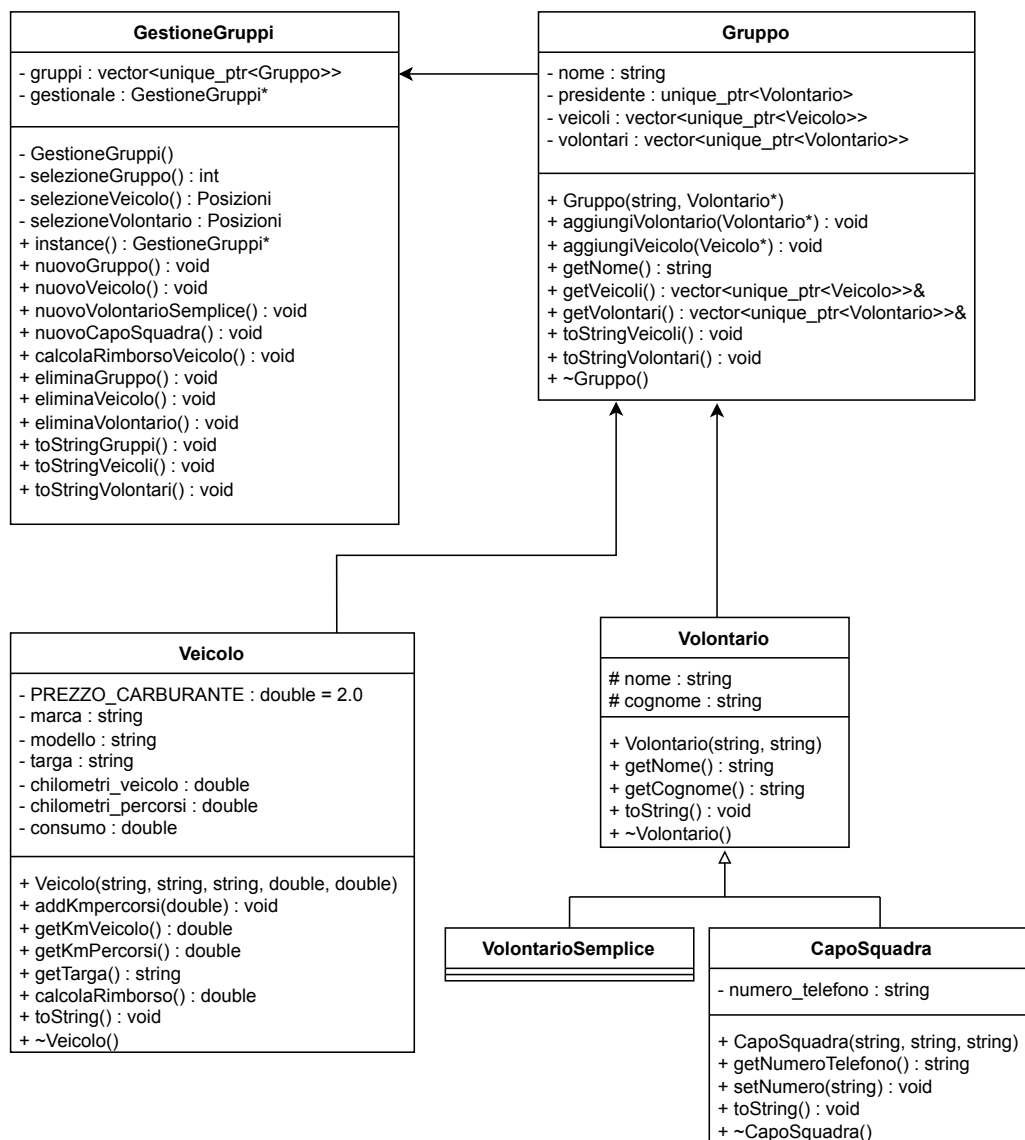 GestioneGruppi
- gruppi : vector<unique_ptr<Gruppo>>
- gestionale : GestioneGruppi*
- GestioneGruppi()
- selezioneGruppo() : int
- selezioneVeicolo() : Posizioni
- selezioneVolontario : Posizioni
+ instance() : GestioneGruppi*
+ nuovoGruppo() : void
+ nuovoVeicolo() : void
+ nuovoVolontarioSemplice() : void
+ nuovoCapoSquadra() : void
+ calcolaRimborsoVeicolo() : void
+ eliminaGruppo() : void
+ eliminaVeicolo() : void
+ eliminaVolontario() : void
+ toStringGruppi() : void
+ toStringVeicoli() : void
+ toStringVolontari() : void
Gruppo
- nome : string
- presidente : unique_ptr<Volontario>
- veicoli : vector<unique_ptr<Veicolo>>
- volontari : vector<unique_ptr<Volontario>>
+ Gruppo(string, Volontario*)
+ aggiungiVolontario(Volontario*) : void
+ aggiungiVeicolo(Veicolo*) : void
+ getNome() : string
+ getVeicoli() : vector<unique_ptr<Veicolo>>&
+ getVolontari() : vector<unique_ptr<Volontario>>&
+ toStringVeicoli() : void
+ toStringVolontari() : void
+ ~Gruppo()
Veicolo
- PREZZO_CARBURANTE : double = 2.0
- marca : string
- modello : string
- targa : string
- chilometri_veicolo : double
- chilometri_percorsi : double
- consumo : double
+ Veicolo(string, string, string, double, double)
+ addKmpercorsi(double) : void
+ getKmVeicolo() : double
+ getKmPercorsi() : double
+ getTarga() : string
+ calcolaRimborso() : double
+ toString() : void
+ ~Veicolo()
Volontario
# nome : string
# cognome : string
+ Volontario(string, string)
+ getNome() : string
+ getCognome() : string
+ toString() : void
+ ~Volontario()
VolontarioSemplice
CapoSquadra
- numero_telefono : string
+ CapoSquadra(string, string, string)
+ getNumeroTelefono() : string
+ setNumero(string) : void
+ toString() : void
+ ~CapoSquadra()